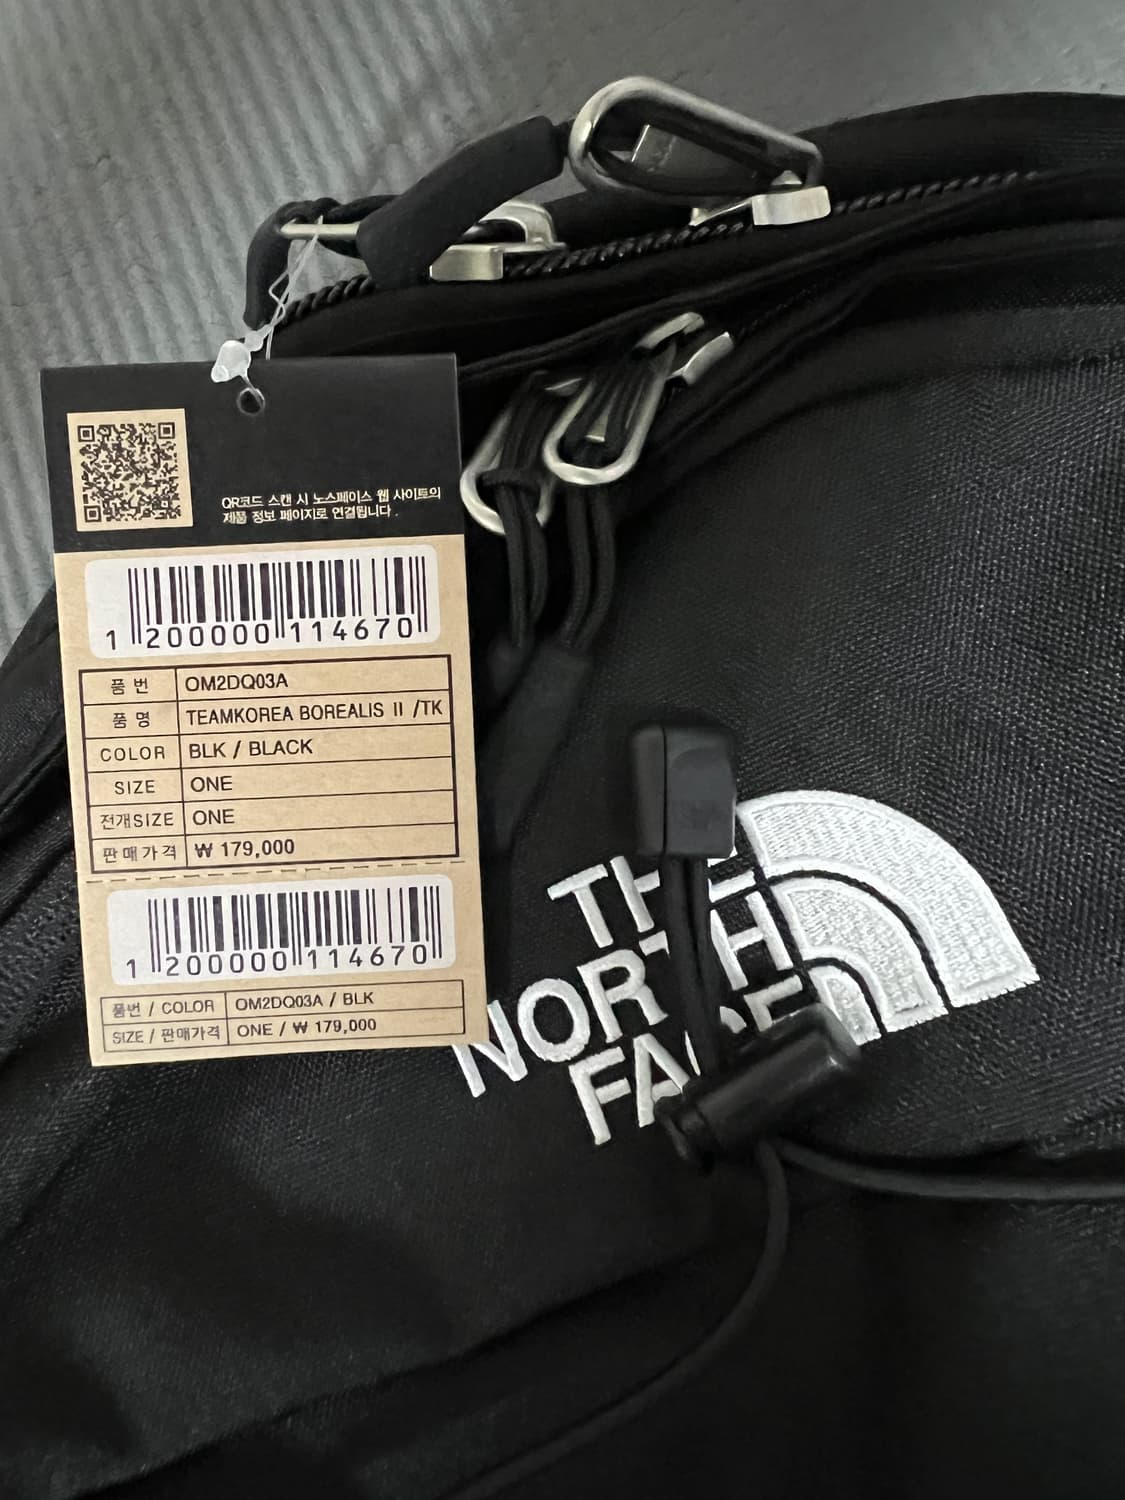 QR코드 스캔 시 노스페이스 웹 사이트의
제품 정보 페이지로 연결됩니다.
1 200000 114670
품번 OM2DQ03A
품명 TEAMKOREA BOREALIS II /TK
COLOR BLK / BLACK
SIZE ONE
전개SIZE ONE
판매가격 ₩ 179,000
1 200000 114670
품번 / COLOR OM2DQ03A / BLK
SIZE / 판매가격 ONE / ₩ 179,000
THE
NORTH
FACE